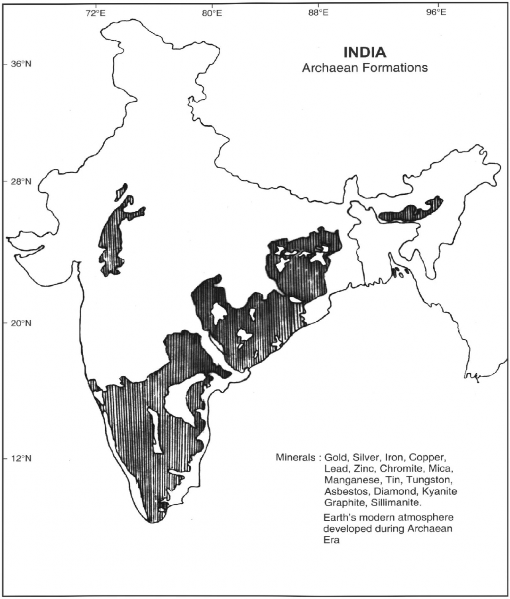 72°E 80°E 88°E 96°E
INDIA
Archaean Formations
36°N
28°N
20°N
12°N
Minerals : Gold, Silver, Iron, Copper,
Lead, Zinc, Chromite, Mica,
Manganese, Tin, Tungston,
Asbestos, Diamond, Kyanite
Graphite, Sillimanite.
Earth's modern atmosphere
developed during Archaean
Era